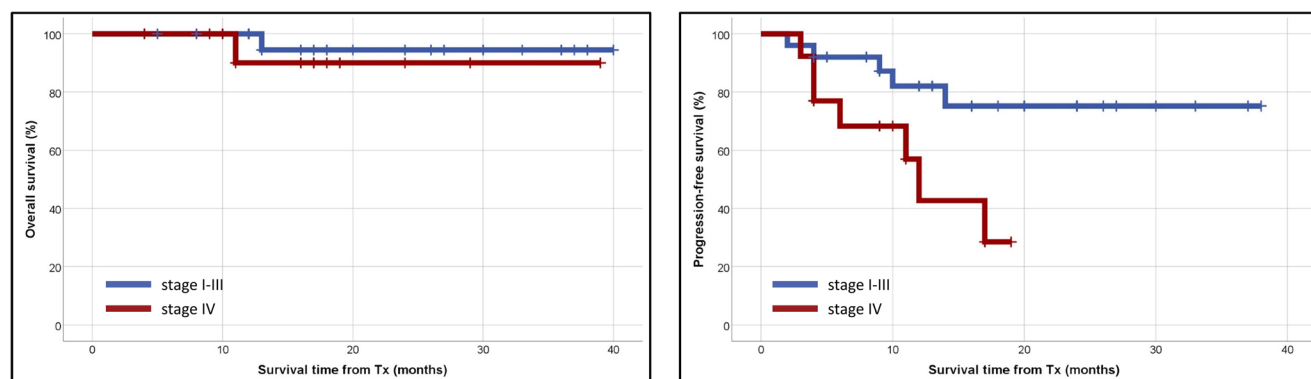 Overall survival (%)
100
80
60
40
20
0
stage I-III
stage IV
0 10 20 30 40
Survival time from Tx (months)
Progression-free survival (%)
100
80
60
40
20
0
stage I-III
stage IV
0 10 20 30 40
Survival time from Tx (months)